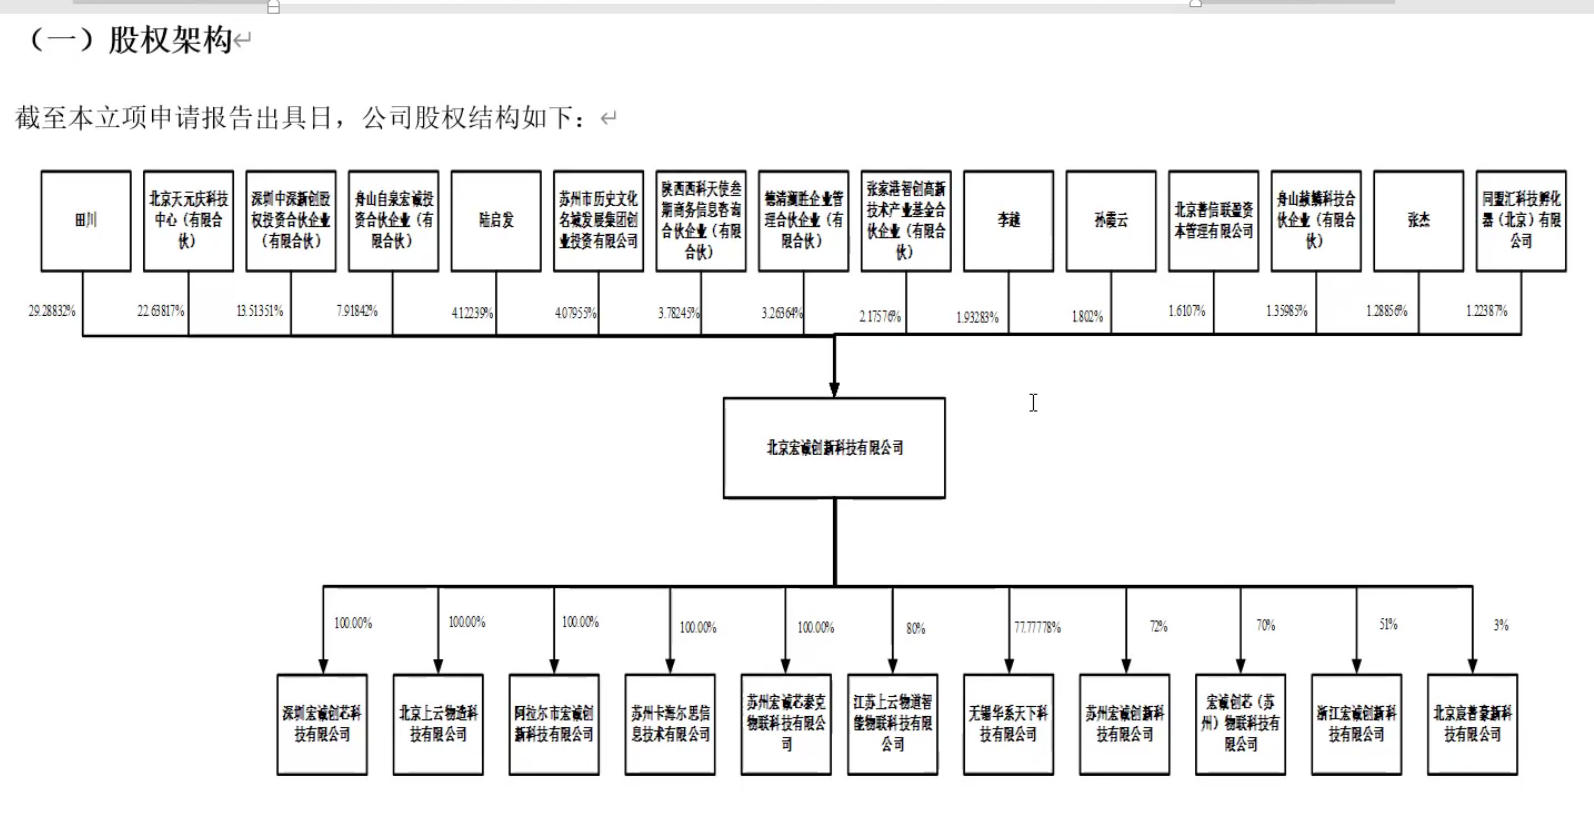 （一）股权架构
截至本立项申请报告出具日，公司股权结构如下：
田川
北京天元庆科技
中心（有限合
伙）
深圳中深新创股
权投资合伙企业
（有限合伙）
舟山自泉宏诚投
资合伙企业（有
限合伙）
陆启发
苏州市历史文化
名城发展集团创
业投资有限公司
陕西西科天使叁
期商务信息咨询
合伙企业（有限
合伙）
德清澜胜企业管
理合伙企业（有
限合伙）
张家港智创高新
技术产业基金合
伙企业（有限合
伙）
李越
孙霞云
北京善信联盈资
本管理有限公司
舟山麟科技合
伙企业（有限合
伙）
张杰
同盟汇科技孵化
器（北京）有限
公司
29.28832%
22.63817%
13.51351%
7.91842%
4.12239%
4.07955%
3.78245%
3.26364%
2.17576%
1.93283%
1.802%
1.6107%
1.35985%
1.28856%
1.22387%
北京宏诚创新科技有限公司
100.00%
100.00%
100.00%
100.00%
100.00%
80%
77.77778%
72%
70%
51%
3%
深圳宏诚创芯科
技有限公司
北京上云物造科
技有限公司
阿拉尔市宏诚创
新科技有限公司
苏州卡海尔思信
息技术有限公司
苏州宏诚芯泰克
物联科技有限公
司
江苏上云物道智
能物联科技有限
公司
无锡华系天下科
技有限公司
苏州宏诚创新科
技有限公司
宏诚创芯（苏
州）物联科技有
限公司
浙江宏诚创新科
技有限公司
北京宸普豪新科
技有限公司